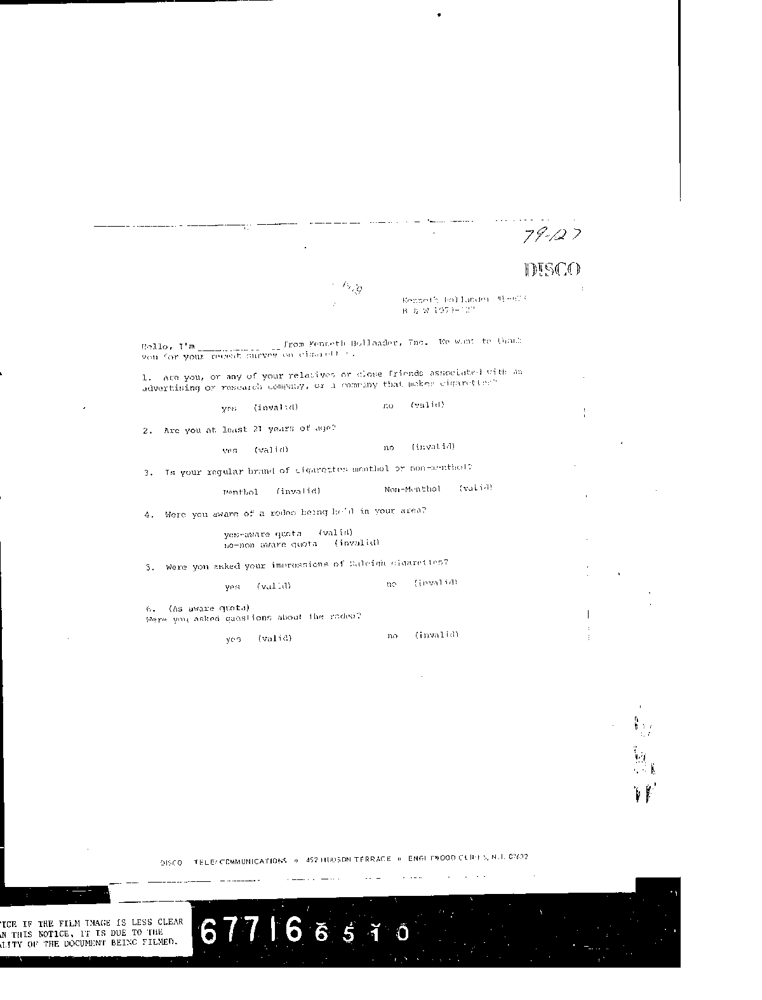 79-127
DISCO
Kenneth Hollander
B & W 1979-127
Hello, I'm ____________ from Kenneth Hollander, Inc. We want to thank
you for your recent survey on cigarettes.
1. Are you, or any of your relatives or close friends associated with an
advertising or research company, or a company that makes cigarettes?
yes (invalid) no (valid)
2. Are you at least 21 years of age?
yes (valid) no (invalid)
3. Is your regular brand of cigarettes menthol or non-menthol?
Menthol (invalid) Non-Menthol (valid)
4. Were you aware of a rodeo being held in your area?
yes-aware quota (valid)
no-non aware quota (invalid)
5. Were you asked your impressions of Raleigh cigarettes?
yes (valid) no (invalid)
6. (As aware quota)
Were you asked questions about the rodeo?
yes (valid) no (invalid)
DISCO TELE/COMMUNICATIONS • 452 HUDSON TERRACE • ENGLEWOOD CLIFFS, N.J. 07632
TICE IF THE FILM IMAGE IS LESS CLEAR
AN THIS NOTICE, IT IS DUE TO THE
ALITY OF THE DOCUMENT BEING FILMED.
677166510